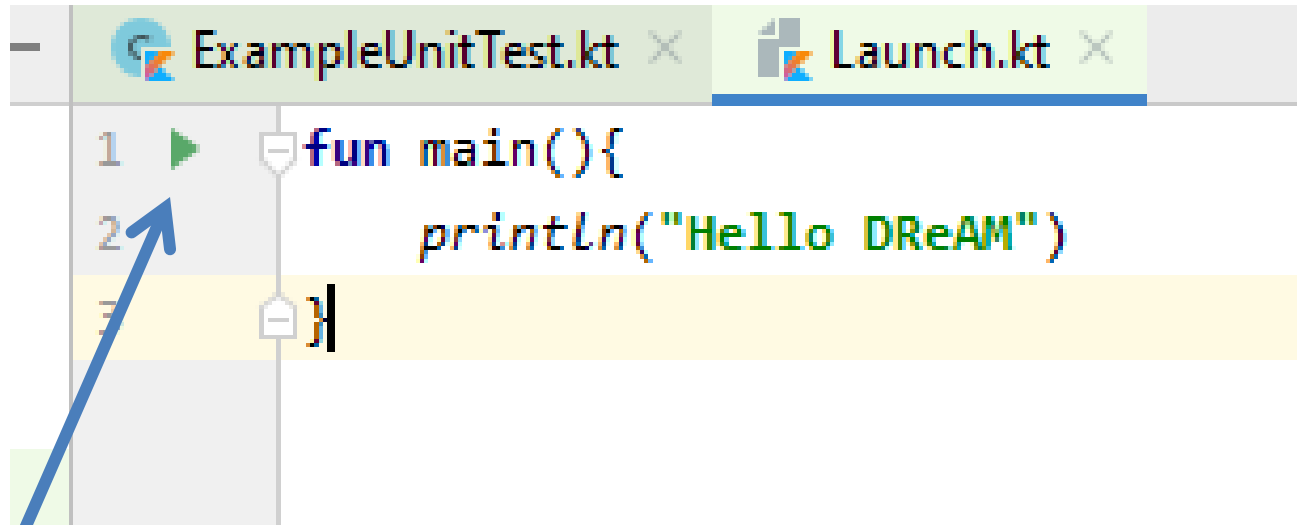 ExampleUnitTest.kt Launch.kt
1 fun main(){
2 println("Hello DReAM")
3 }